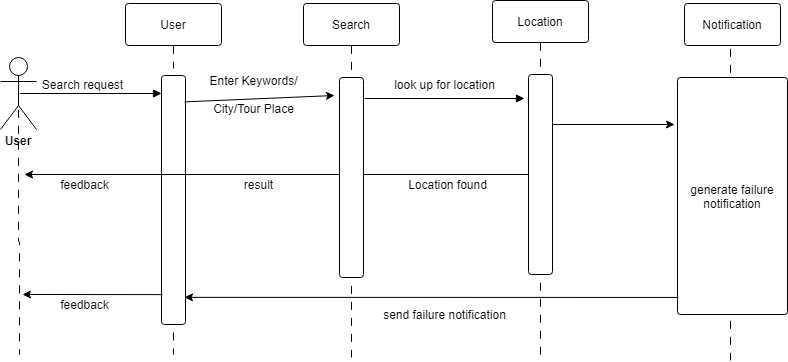 User
Search
Location
Notification
Search request
Enter Keywords/
City/Tour Place
look up for location
User
feedback
result
Location found
generate failure
notification
feedback
send failure notification